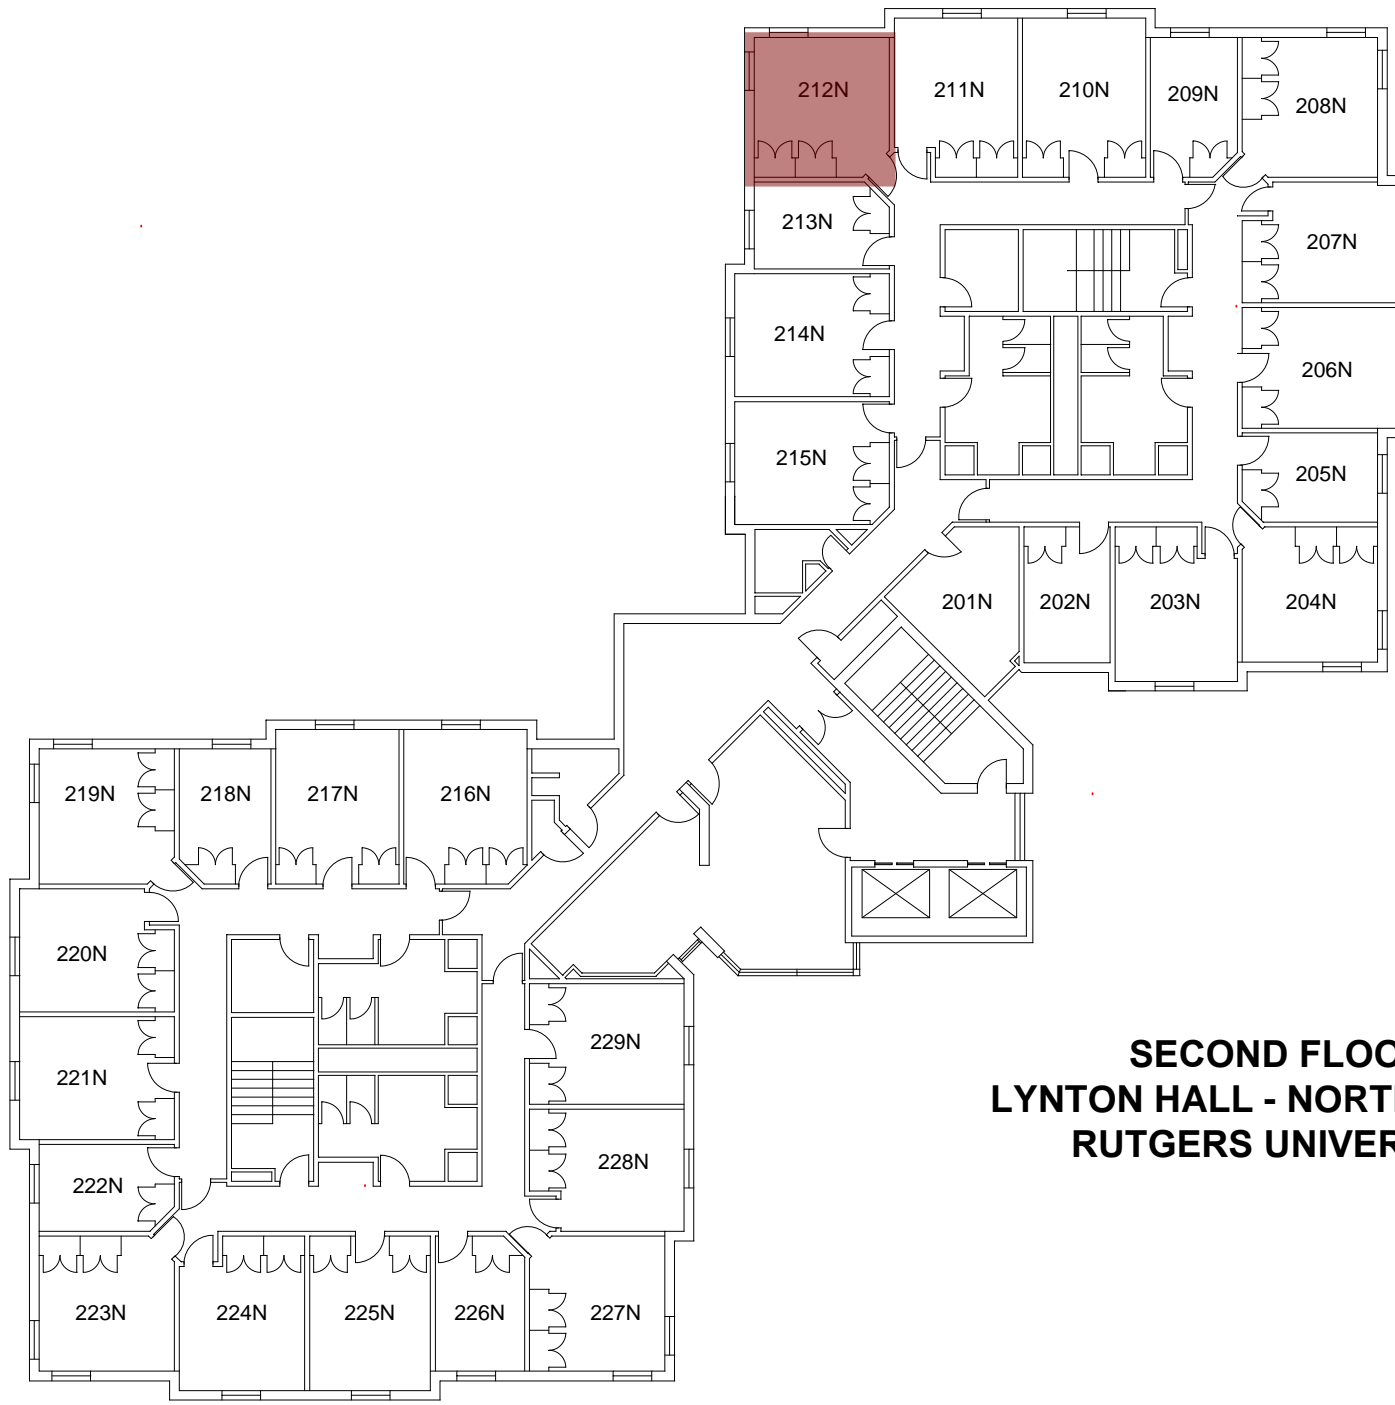 212N
211N
210N
209N
208N
213N
207N
214N
206N
215N
205N
201N
202N
203N
204N
219N
218N
217N
216N
220N
229N
221N
228N
222N
223N
224N
225N
226N
227N
SECOND FLOO
LYNTON HALL - NORT
RUTGERS UNIVER